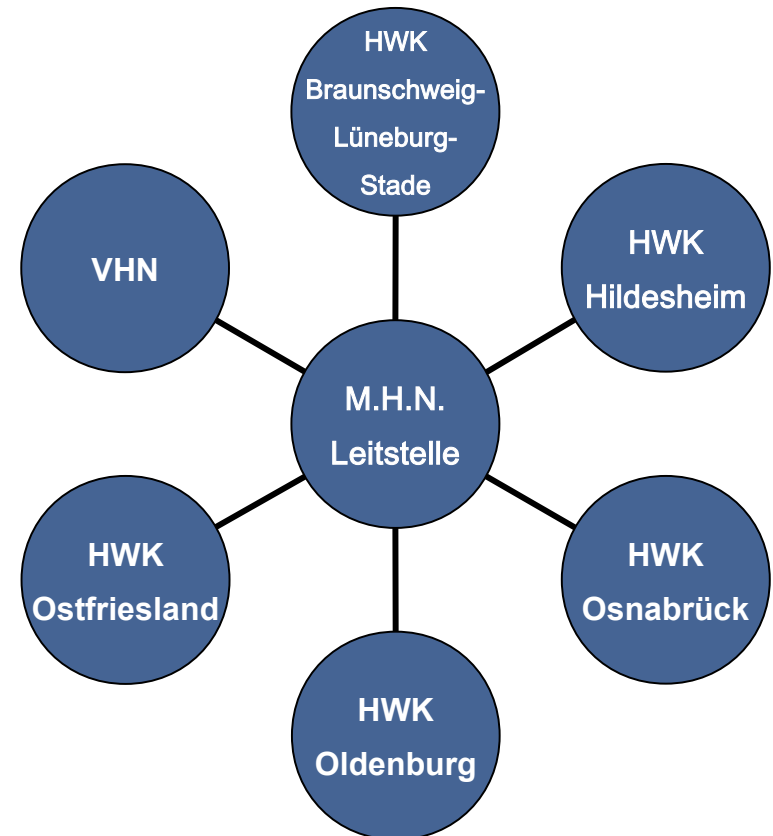 HWK
Braunschweig-
Lüneburg-
Stade
VHN
HWK
Hildesheim
M.H.N.
Leitstelle
HWK
Ostfriesland
HWK
Osnabrück
HWK
Oldenburg